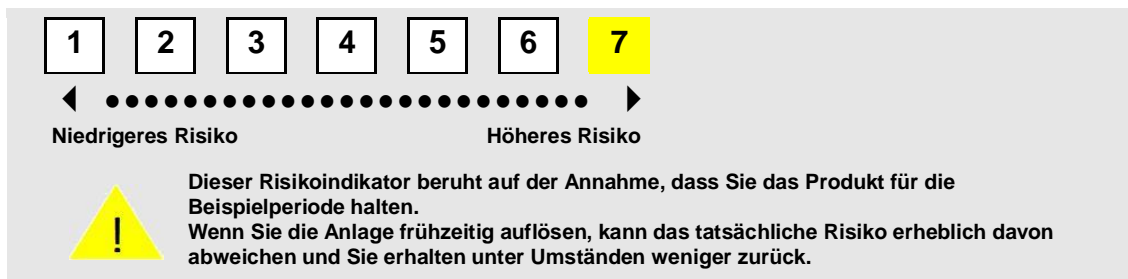 1 2 3 4 5 6 7
Niedrigeres Risiko Höheres Risiko
Dieser Risikoindikator beruht auf der Annahme, dass Sie das Produkt für die
Beispielperiode halten.
Wenn Sie die Anlage frühzeitig auflösen, kann das tatsächliche Risiko erheblich davon
abweichen und Sie erhalten unter Umständen weniger zurück.
!